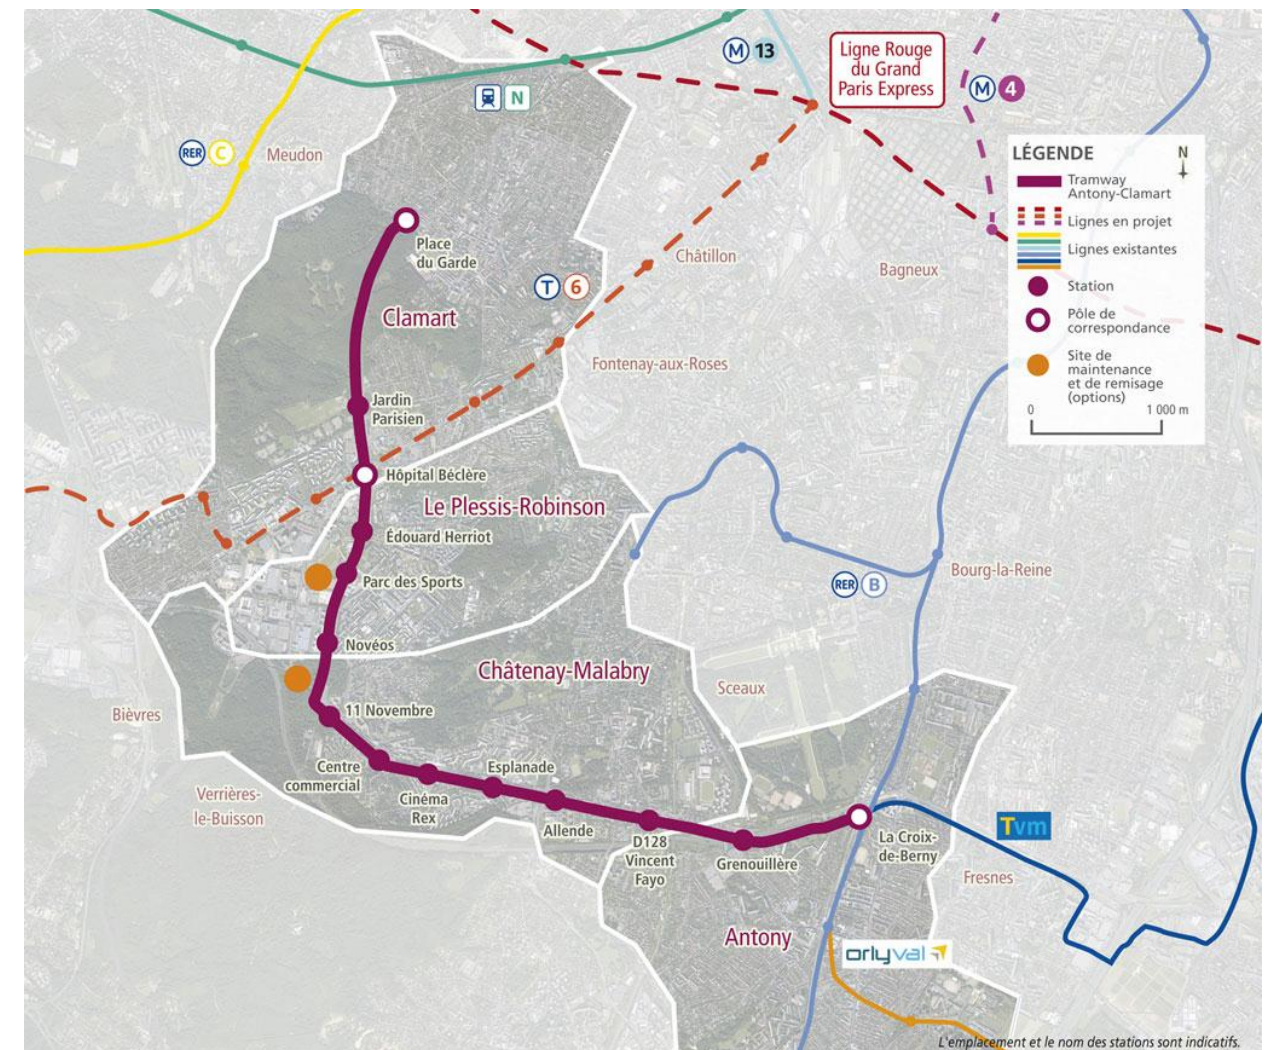 M 13
Ligne Rouge
du Grand
Paris Express
M 4
N
RER C
Meudon
LÉGENDE
N
Tramway
Antony-Clamart
Lignes en projet
Lignes existantes
Station
Pôle de
correspondance
Site de
maintenance
et de remisage
(options)
0 1 000 m
Place
du Garde
Châtillon
Bagneux
T 6
Clamart
Fontenay-aux-Roses
Jardin
Parisien
Hôpital Béclère
Le Plessis-Robinson
Édouard Herriot
Parc des Sports
RER B
Bourg-la-Reine
Novéos
Châtenay-Malabry
Sceaux
Bièvres
11 Novembre
Centre
commercial
Esplanade
Verrières-
le-Buisson
Cinéma
Rex
Allende
D128
Vincent
Fayo
Grenouillère
La Croix-
de-Berny
Tvm
Fresnes
Antony
orlyval
L'emplacement et le nom des stations sont indicatifs.